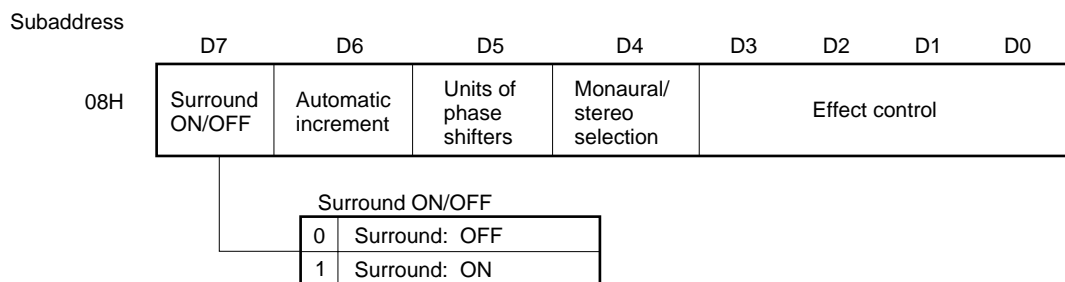 Subaddress
D7 D6 D5 D4 D3 D2 D1 D0
08H
Surround
ON/OFF
Automatic
increment
Units of
phase
shifters
Monaural/
stereo
selection
Effect control
Surround ON/OFF
0 Surround: OFF
1 Surround: ON